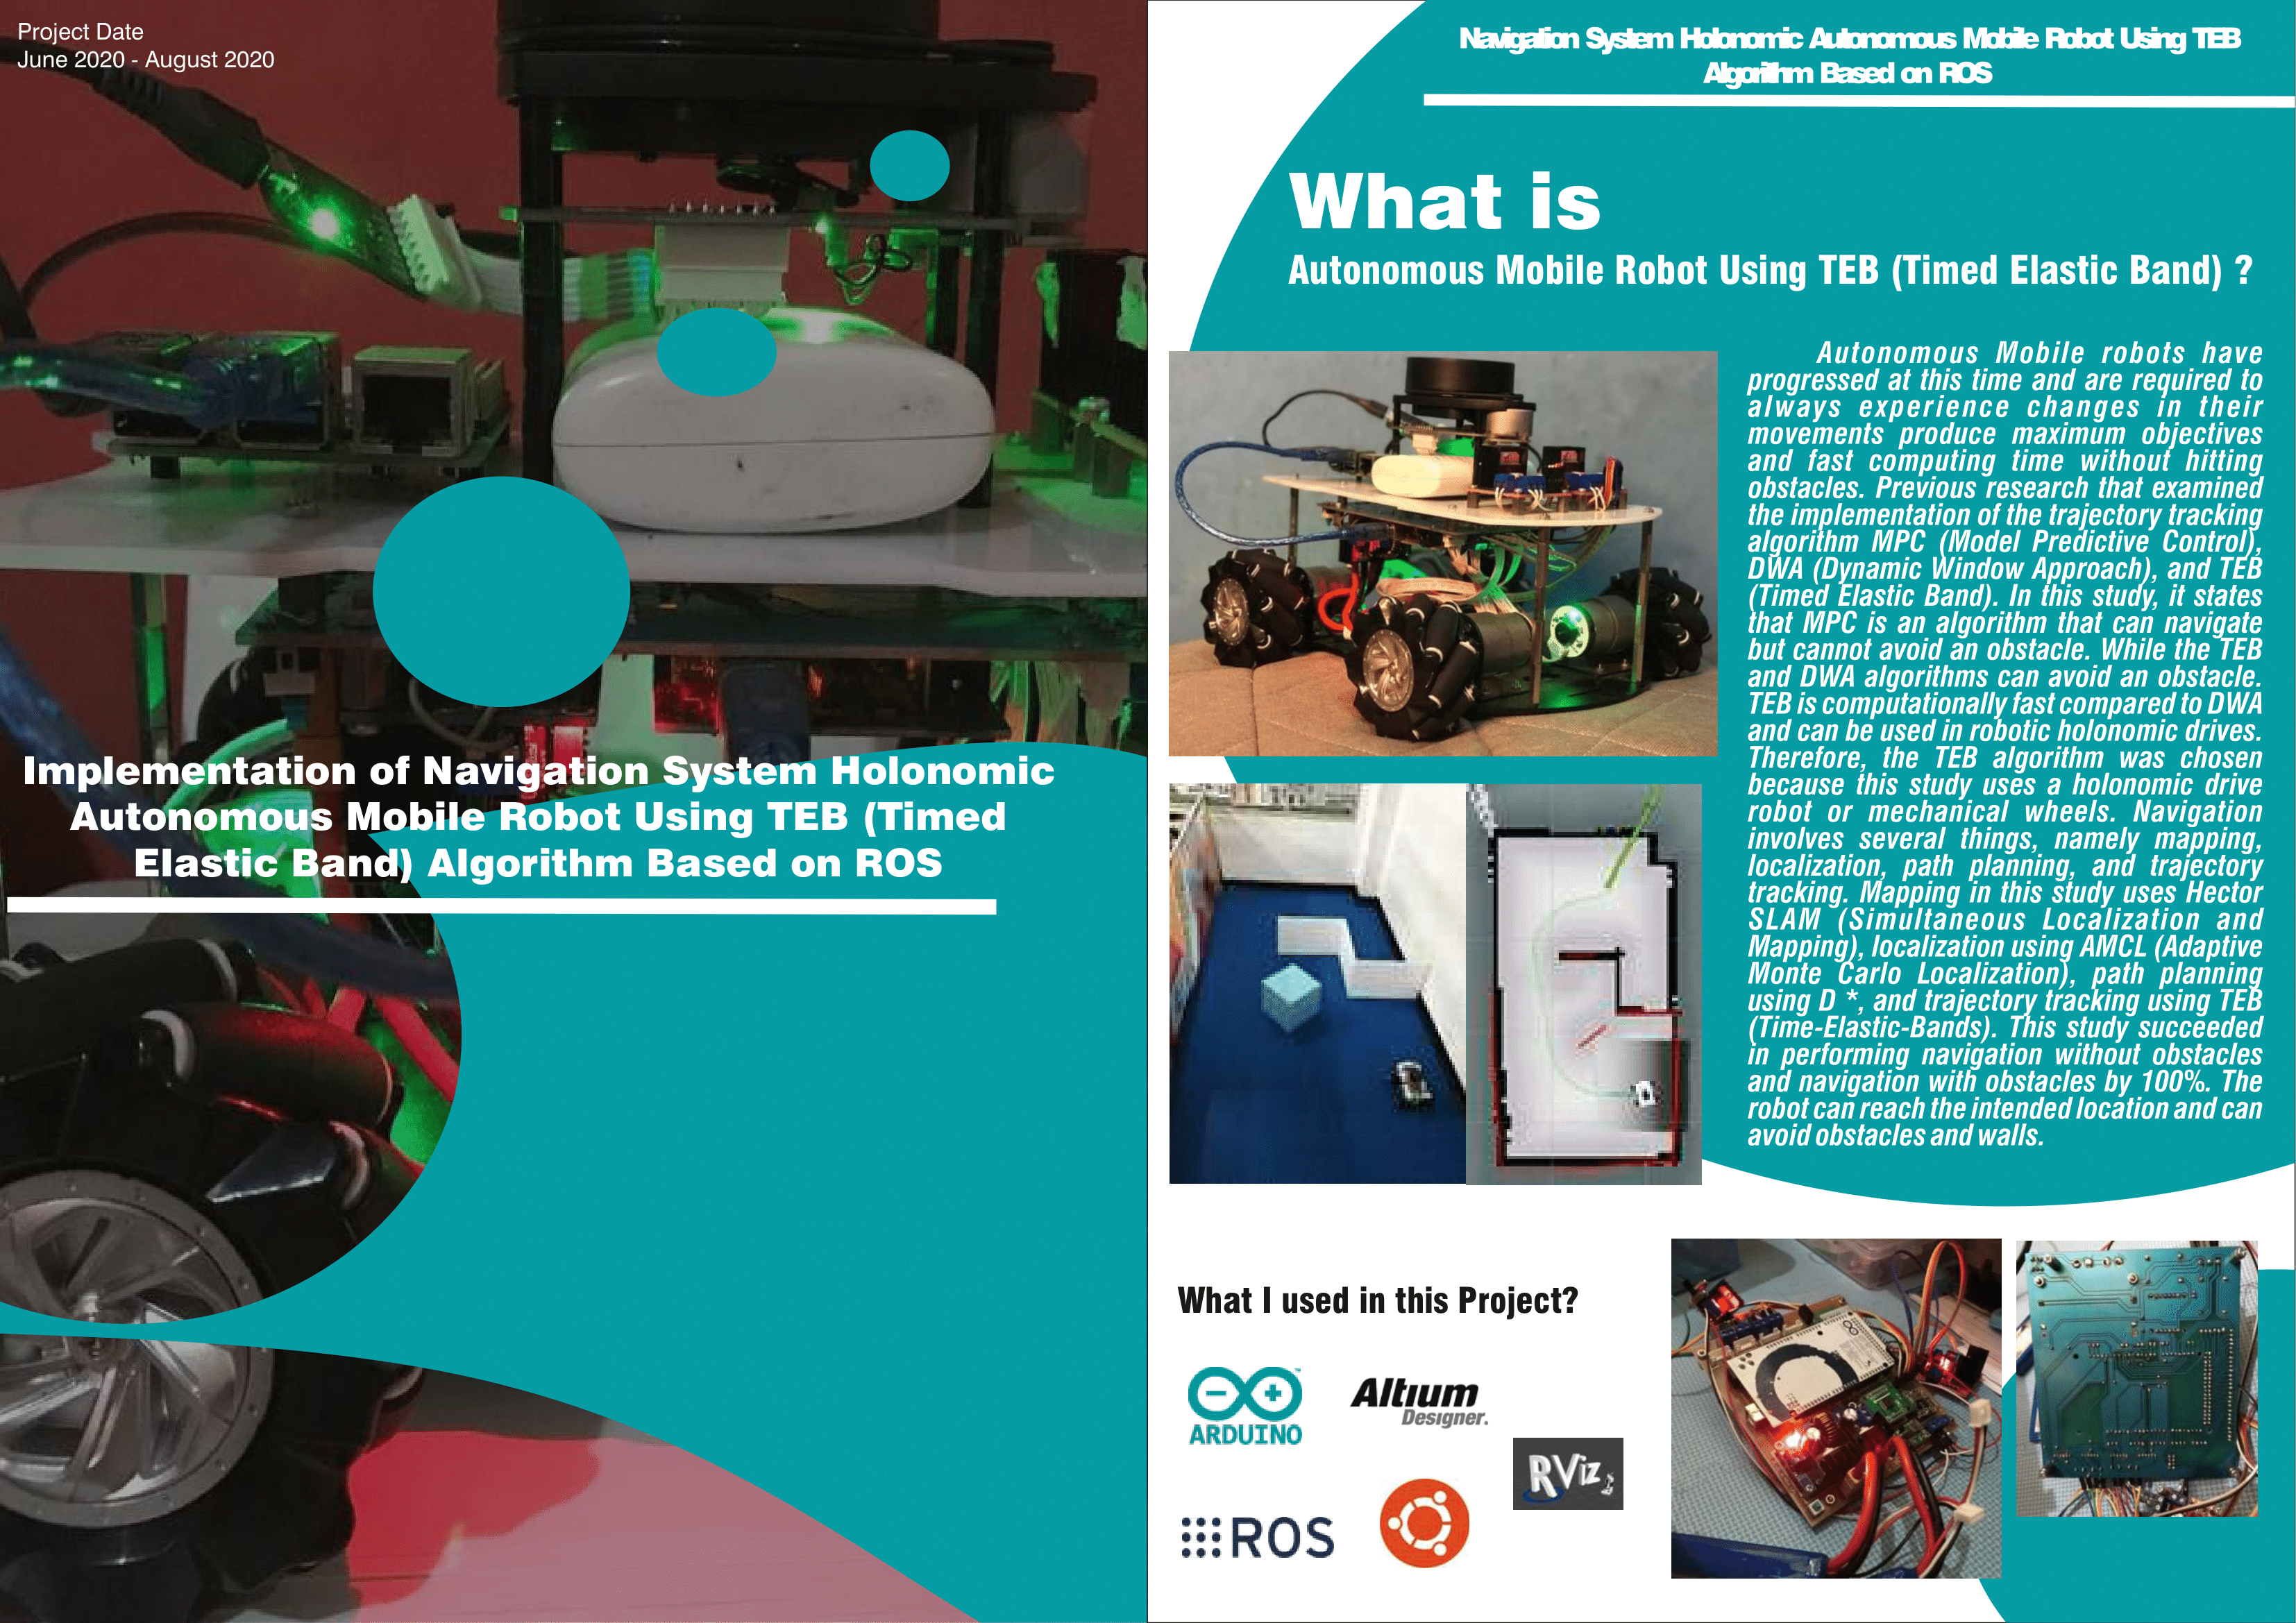 Project Date
June 2020 - August 2020
Implementation of Navigation System Holonomic
Autonomous Mobile Robot Using TEB (Timed
Elastic Band) Algorithm Based on ROS
Navigation System Holonomic Autonomous Mobile Robot Using TEB
Algorithm Based on ROS
What is
Autonomous Mobile Robot Using TEB (Timed Elastic Band) ?
Autonomous Mobile robots have
progressed at this time and are required to
always experience changes in their
movements produce maximum objectives
and fast computing time without hitting
obstacles. Previous research that examined
the implementation of the trajectory tracking
algorithm MPC (Model Predictive Control),
DWA (Dynamic Window Approach), and TEB
(Timed Elastic Band). In this study, it states
that MPC is an algorithm that can navigate
but cannot avoid an obstacle. While the TEB
and DWA algorithms can avoid an obstacle.
TEB is computationally fast compared to DWA
and can be used in robotic holonomic drives.
Therefore, the TEB algorithm was chosen
because this study uses a holonomic drive
robot or mechanical wheels. Navigation
involves several things, namely mapping,
localization, path planning, and trajectory
tracking. Mapping in this study uses Hector
SLAM (Simultaneous Localization and
Mapping), localization using AMCL (Adaptive
Monte Carlo Localization), path planning
using D *, and trajectory tracking using TEB
(Time-Elastic-Bands). This study succeeded
in performing navigation without obstacles
and navigation with obstacles by 100%. The
robot can reach the intended location and can
avoid obstacles and walls.
What I used in this Project?
ARDUINO
Altium
Designer.
RViz
ROS